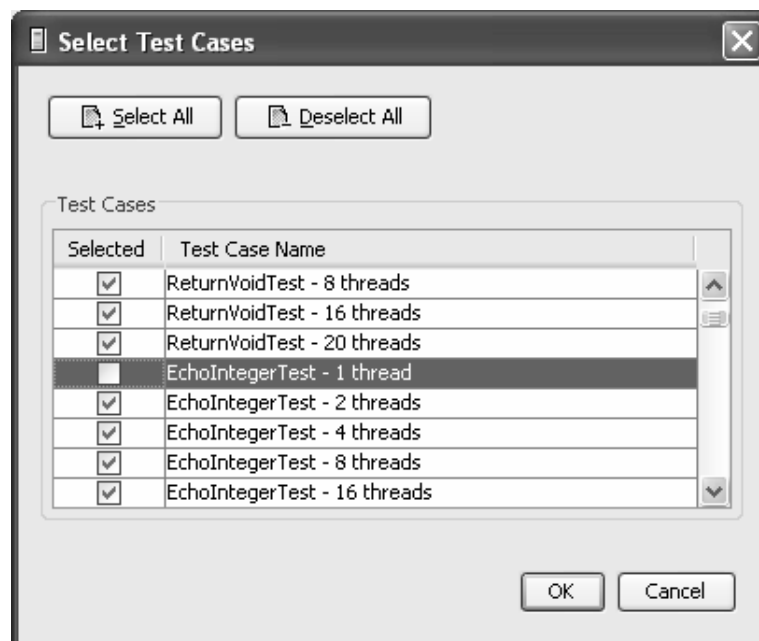 Select Test Cases
Select All
Deselect All
Test Cases
Selected Test Case Name
ReturnVoidTest - 8 threads
ReturnVoidTest - 16 threads
ReturnVoidTest - 20 threads
EchoIntegerTest - 1 thread
EchoIntegerTest - 2 threads
EchoIntegerTest - 4 threads
EchoIntegerTest - 8 threads
EchoIntegerTest - 16 threads
OK Cancel